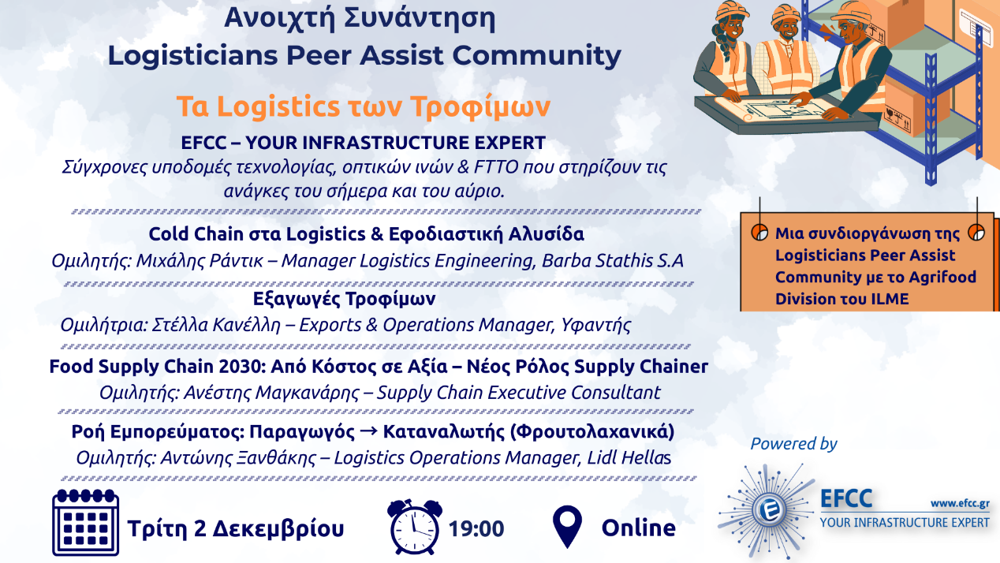 Ανοιχτή Συνάντηση
Logisticians Peer Assist Community
Τα Logistics των Τροφίμων
EFCC – YOUR INFRASTRUCTURE EXPERT
Σύγχρονες υποδομές τεχνολογίας, οπτικών ινών & FTTO που στηρίζουν τις
ανάγκες του σήμερα και του αύριο.
Cold Chain στα Logistics & Εφοδιαστική Αλυσίδα
Ομιλητής: Μιχάλης Ράντικ – Manager Logistics Engineering, Barba Stathis S.A
Εξαγωγές Τροφίμων
Ομιλήτρια: Στέλλα Κανέλλη – Exports & Operations Manager, Υφαντής
Food Supply Chain 2030: Από Κόστος σε Αξία – Νέος Ρόλος Supply Chainer
Ομιλητής: Ανέστης Μαγκανάρης – Supply Chain Executive Consultant
Ροή Εμπορεύματος: Παραγωγός → Καταναλωτής (Φρουτολαχανικά)
Ομιλητής: Αντώνης Ξανθάκης – Logistics Operations Manager, Lidl Hellas
Τρίτη 2 Δεκεμβρίου
19:00
Online
Μια συνδιοργάνωση της
Logisticians Peer Assist
Community με το Agrifood
Division του ILME
Powered by
E
EFCC
www.efcc.gr
YOUR INFRASTRUCTURE EXPERT